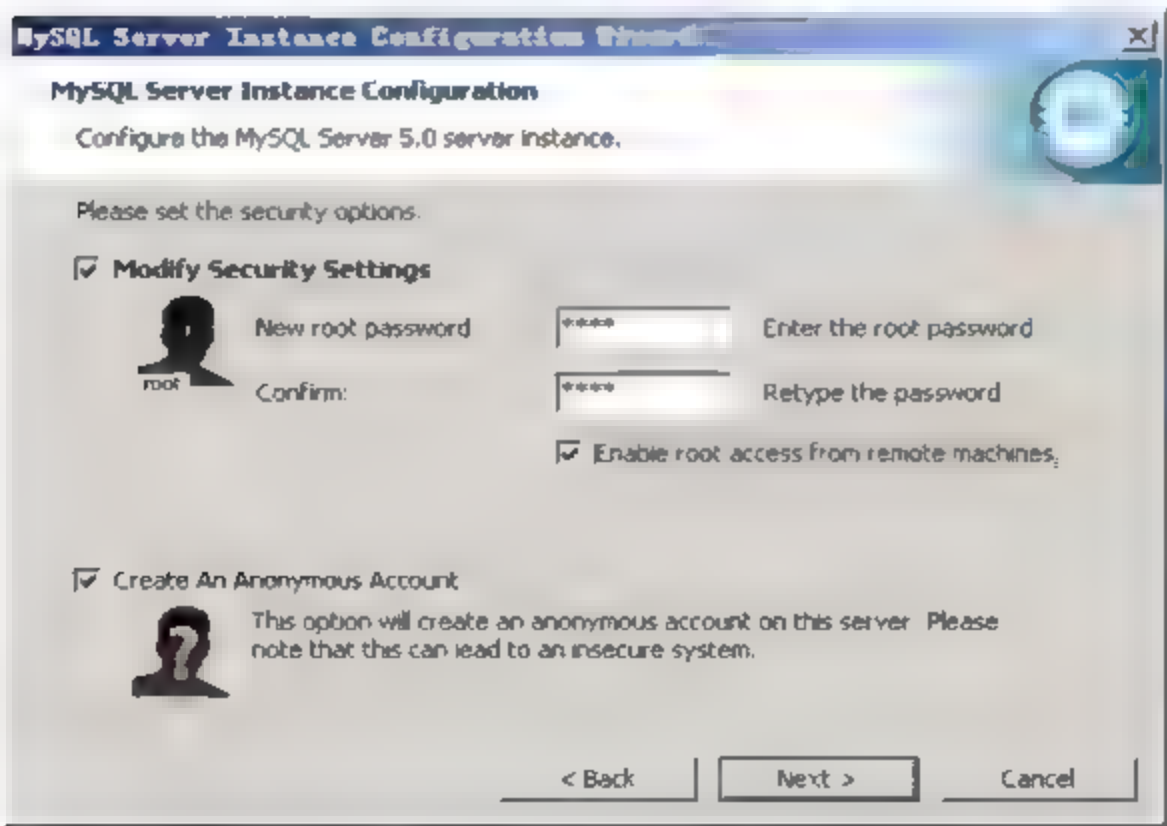 MySQL Server Instance Configuration Wizard
MySQL Server Instance Configuration
Configure the MySQL Server 5.0 server instance.
Please set the security options.
Modify Security Settings
root
New root password
****
Enter the root password
Confirm:
****
Retype the password
Enable root access from remote machines
Create An Anonymous Account
This option will create an anonymous account on this server Please
note that this can lead to an insecure system.
< Back
Next >
Cancel